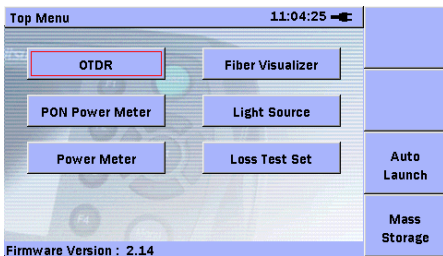 Top Menu 11:04:25
OTDR Fiber Visualizer
PON Power Meter Light Source
Power Meter Loss Test Set
Auto
Launch
Mass
Storage
F4
Firmware Version : 2.14